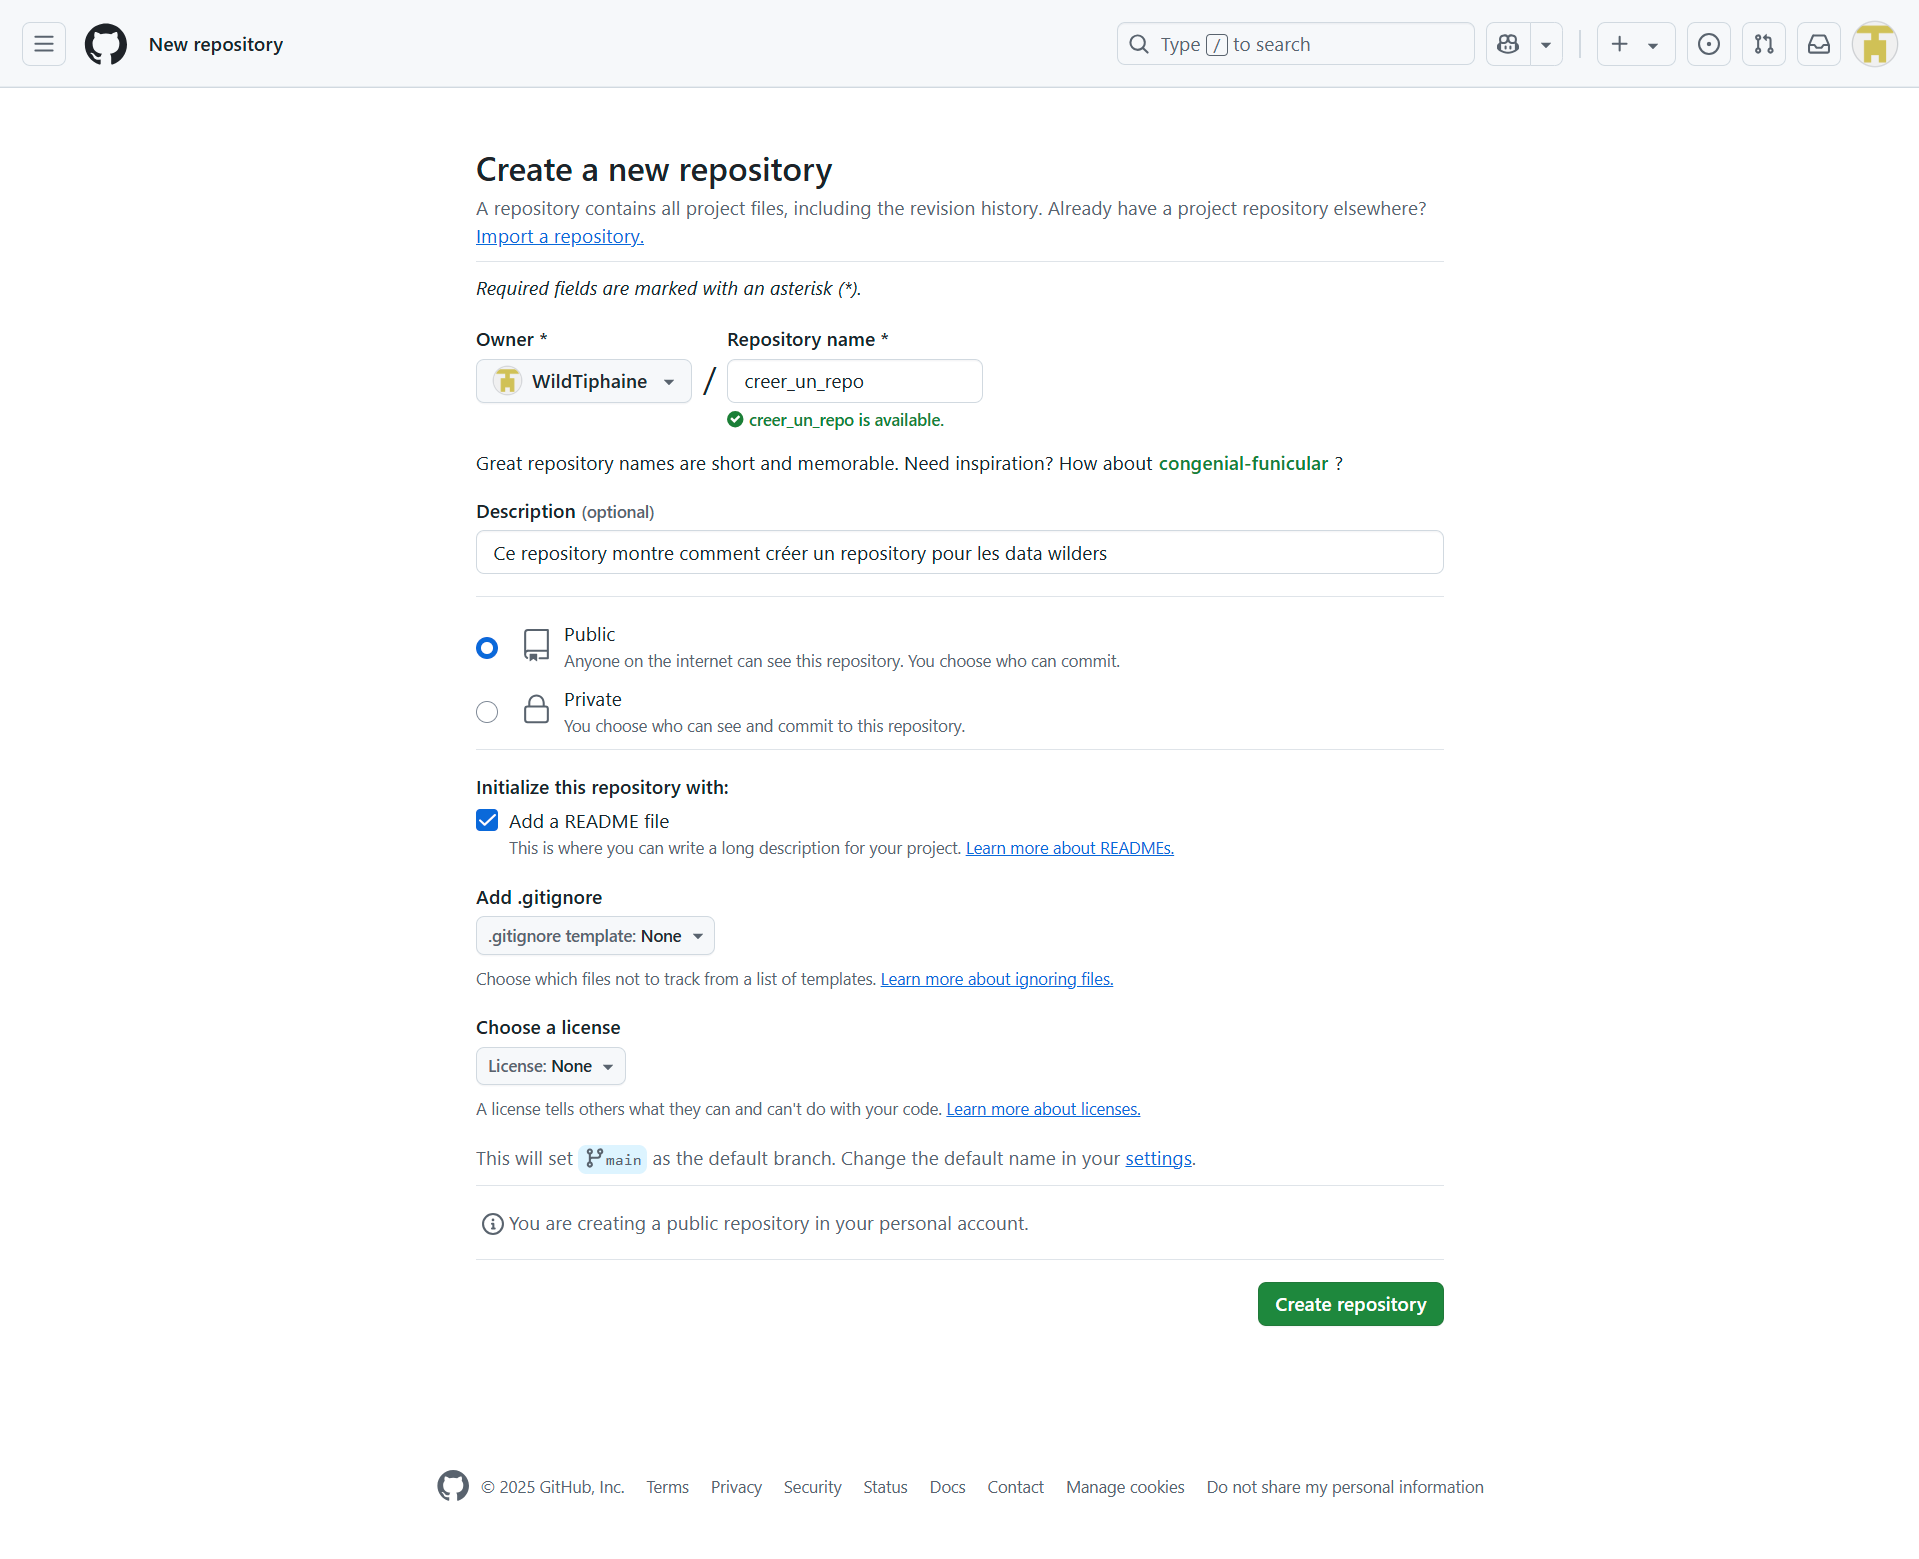 New repository
Type / to search
Create a new repository
A repository contains all project files, including the revision history. Already have a project repository elsewhere?
Import a repository.
Required fields are marked with an asterisk (*).
Owner * Repository name *
WildTiphaine / creer_un_repo
creer_un_repo is available.
Great repository names are short and memorable. Need inspiration? How about congenial-funicular ?
Description (optional)
Ce repository montre comment créer un repository pour les data wilders
Public
Anyone on the internet can see this repository. You choose who can commit.
Private
You choose who can see and commit to this repository.
Initialize this repository with:
Add a README file
This is where you can write a long description for your project. Learn more about READMEs.
Add .gitignore
.gitignore template: None
Choose which files not to track from a list of templates. Learn more about ignoring files.
Choose a license
License: None
A license tells others what they can and can't do with your code. Learn more about licenses.
This will set main as the default branch. Change the default name in your settings.
You are creating a public repository in your personal account.
Create repository
© 2025 GitHub, Inc. Terms Privacy Security Status Docs Contact Manage cookies Do not share my personal information